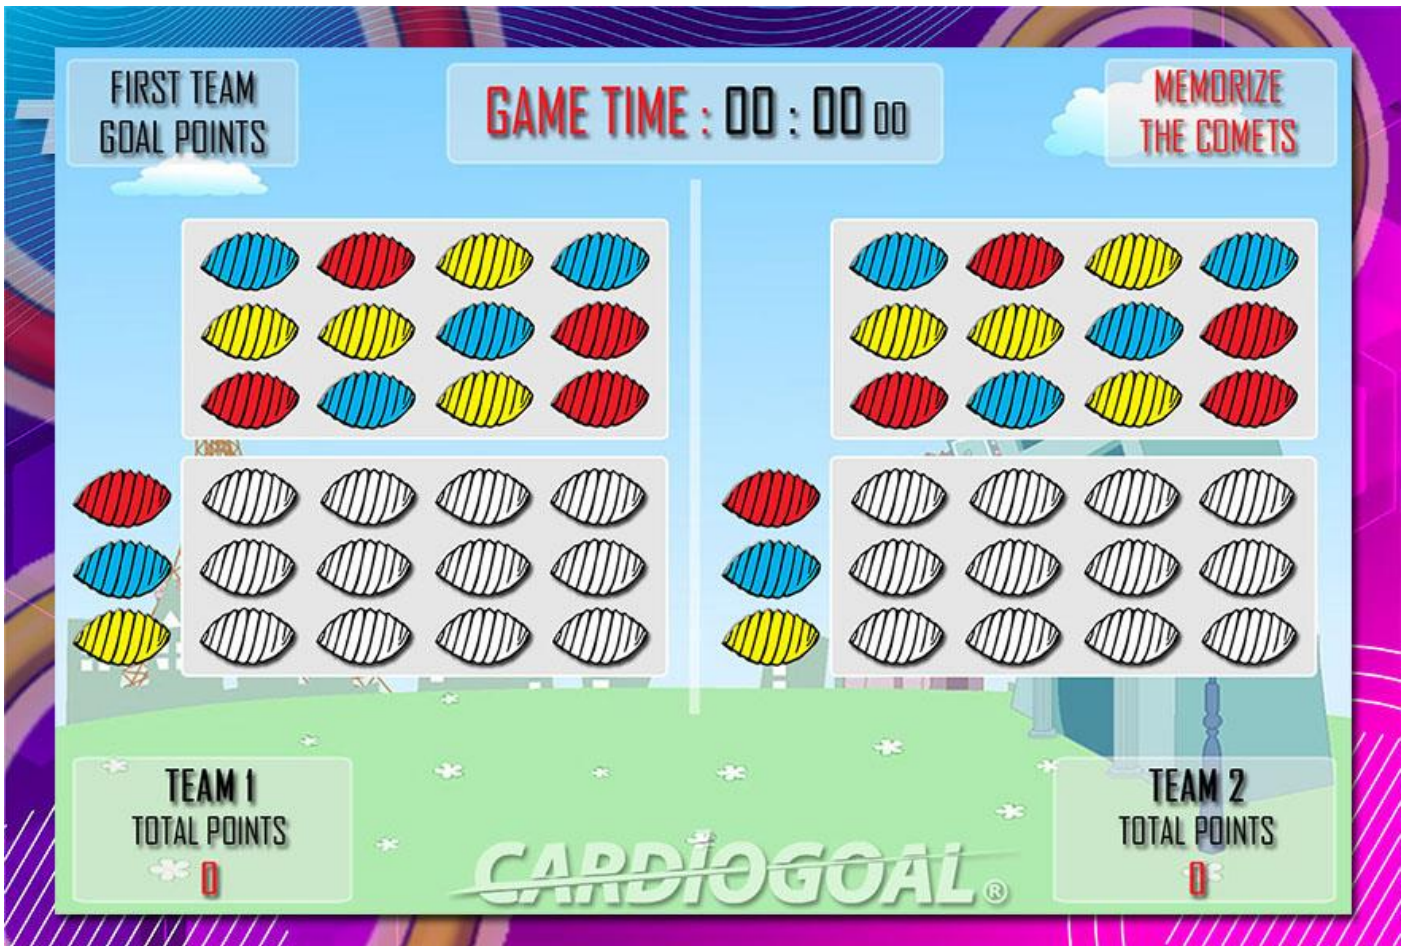 FIRST TEAM
GOAL POINTS
GAME TIME : 00 : 00 00
MEMORIZE
THE COMETS
TEAM 1
TOTAL POINTS
0
TEAM 2
TOTAL POINTS
0
CARDIOGOAL®